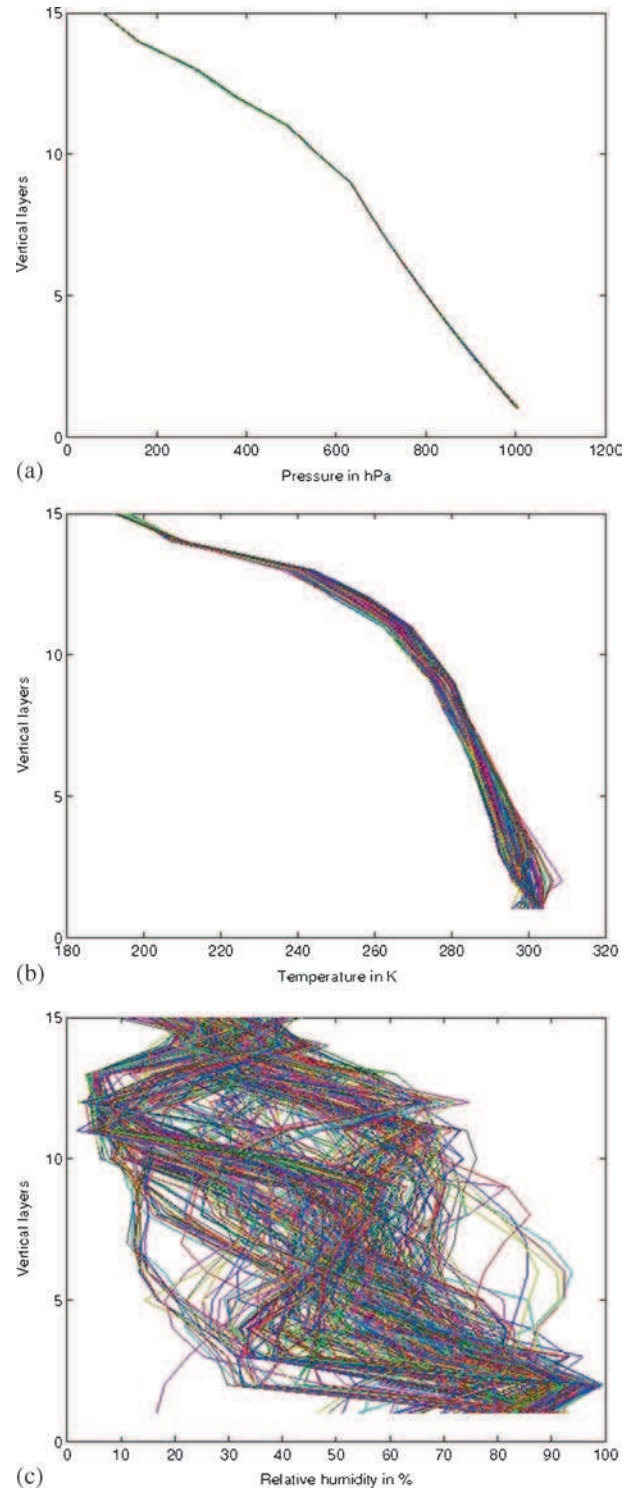 15
10
5
0
Vertical layers
0 200 400 600 800 1000 1200
Pressure in hPa
(a)
15
10
5
0
Vertical layers
180 200 220 240 260 280 300 320
Temperature in K
(b)
15
10
5
0
Vertical layers
0 10 20 30 40 50 60 70 80 90 100
Relative humidity in %
(c)